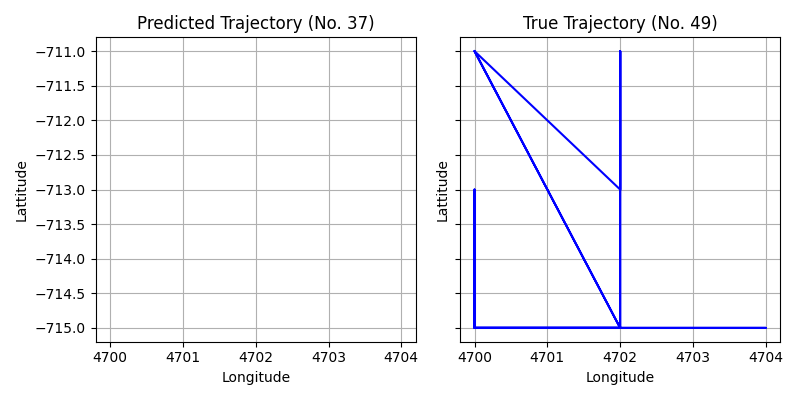 Predicted Trajectory (No. 37)
−711.0
−711.5
−712.0
−712.5
−713.0
−713.5
−714.0
−714.5
−715.0
Lattitude
4700 4701 4702 4703 4704
Longitude
True Trajectory (No. 49)
Lattitude
4700 4701 4702 4703 4704
Longitude